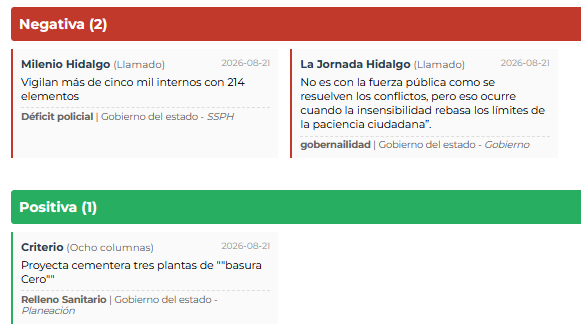 Negativa (2)
Milenio Hidalgo (Llamado) 2026-08-21
Vigilan más de cinco mil internos con 214
elementos
Déficit policial | Gobierno del estado - SSPH
La Jornada Hidalgo (Llamado) 2026-08-21
No es con la fuerza pública como se
resuelven los conflictos, pero eso ocurre
cuando la insensibilidad rebasa los límites de
la paciencia ciudadana”.
gobernailidad | Gobierno del estado - Gobierno
Positiva (1)
Criterio (Ocho columnas) 2026-08-21
Proyecta cementera tres plantas de ""basura
Cero""
Relleno Sanitario | Gobierno del estado -
Planeación